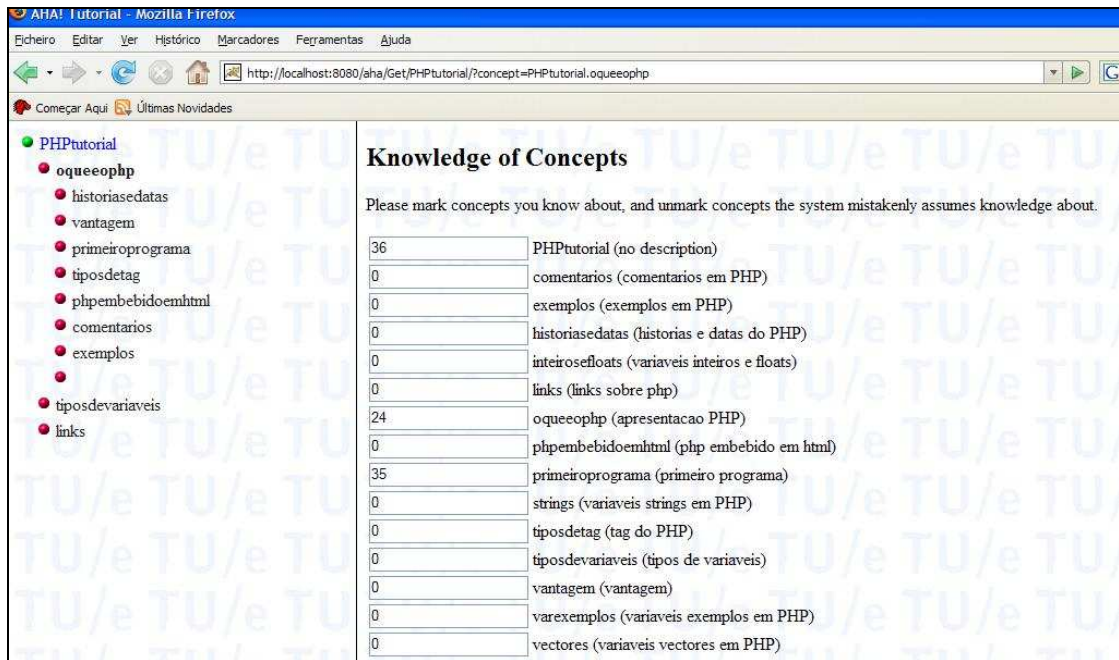 AHA! Tutorial - Mozilla Firefox
Ficheiro Editar Ver Histórico Marcadores Ferramentas Ajuda
http://localhost:8080/aha/Get/PHPtutorial/?concept=PHPtutorial.oqueeophp
G
Começar Aqui Últimas Novidades
PHPtutorial
oqueeophp
historiasedatas
vantagem
primeiroprograma
tiposdetag
phpembebidoemhtml
comentarios
exemplos
tiposdevariaveis
links
Knowledge of Concepts
Please mark concepts you know about, and unmark concepts the system mistakenly assumes knowledge about.
36 PHPtutorial (no description)
0 comentarios (comentarios em PHP)
0 exemplos (exemplos em PHP)
0 historiasedatas (historias e datas do PHP)
0 inteirosefloats (variaveis inteiros e floats)
0 links (links sobre php)
24 oqueeophp (apresentacao PHP)
0 phpembebidoemhtml (php embebido em html)
35 primeiroprograma (primeiro programa)
0 strings (variaveis strings em PHP)
0 tiposdetag (tag do PHP)
0 tiposdevariaveis (tipos de variaveis)
0 vantagem (vantagem)
0 varexemplos (variaveis exemplos em PHP)
0 vectores (variaveis vectores em PHP)
TU/e